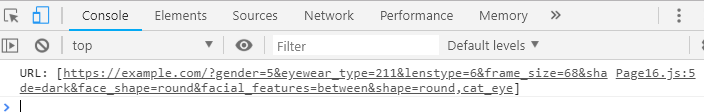 Console Elements Sources Network Performance Memory »
top Filter Default levels
URL: [https://example.com/?gender=5&eyewear_type=211&lenstype=6&frame_size=68&sha Page16.js:5
de=dark&face_shape=round&facial_features=between&shape=round,cat_eye]
>